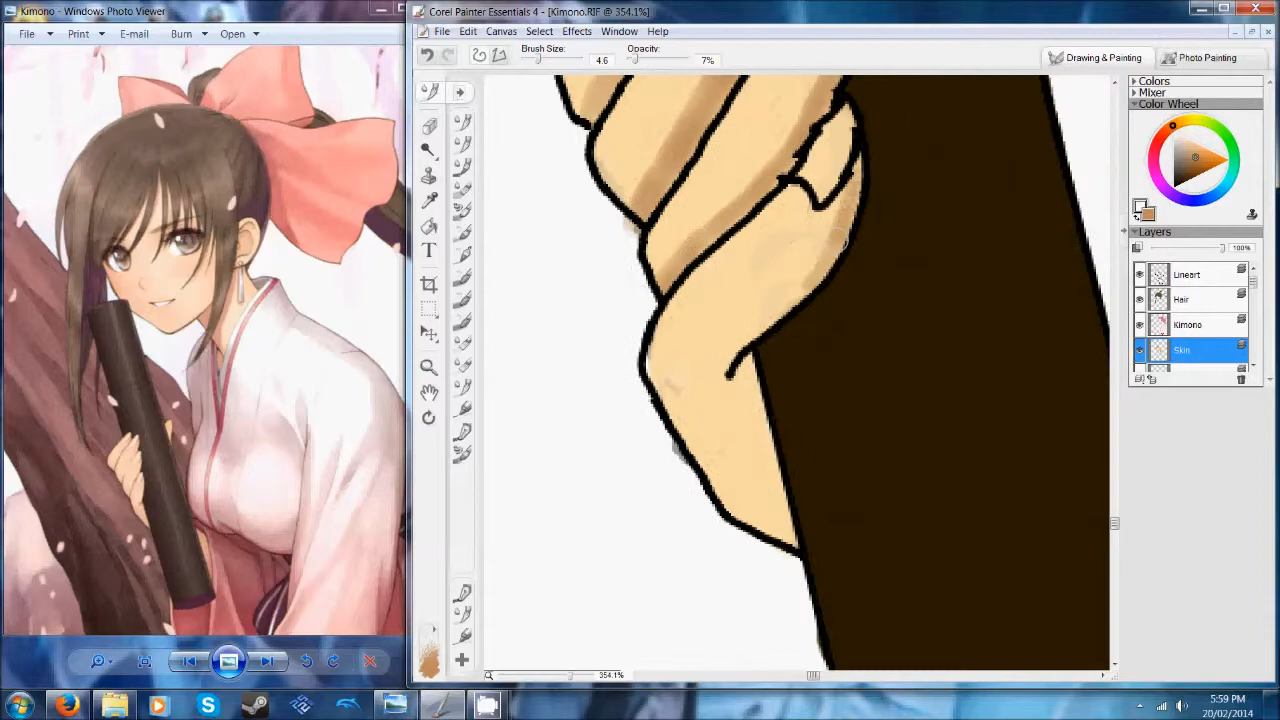 Kimono - Windows Photo Viewer
File Print E-mail Burn Open
Corel Painter Essentials 4 - [Kimono.RIF @ 354.1%]
File Edit Canvas Select Effects Window Help
Brush Size: 4.6 Opacity: 7%
Drawing & Painting Photo Painting
Colors
Mixer
Color Wheel
Layers
100%
Lineart
Hair
Kimono
Skin
T
354.1%
5:59 PM
20/02/2014